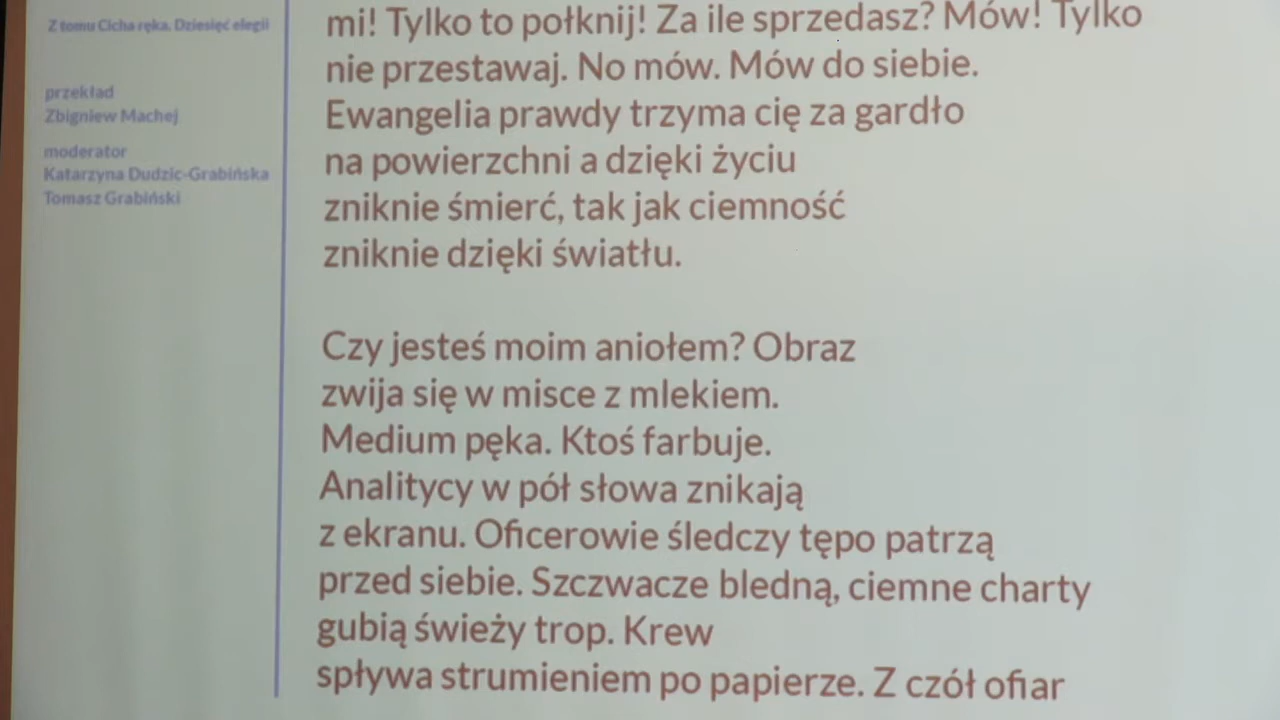 Z tomu Cicha ręka. Dziesięć elegii
przekład
Zbigniew Machej
moderator
Katarzyna Dudzic-Grabińska
Tomasz Grabiński
mi! Tylko to połknij! Za ile sprzedasz? Mów! Tylko
nie przestawaj. No mów. Mów do siebie.
Ewangelia prawdy trzyma cię za gardło
na powierzchni a dzięki życiu
zniknie śmierć, tak jak ciemność
zniknie dzięki światłu.
Czy jesteś moim aniołem? Obraz
zwija się w misce z mlekiem.
Medium pęka. Ktoś farbuje.
Analitycy w pół słowa znikają
z ekranu. Oficerowie śledczy tępo patrzą
przed siebie. Szczwacze bledną, ciemne charty
gubią świeży trop. Krew
spływa strumieniem po papierze. Z czół ofiar